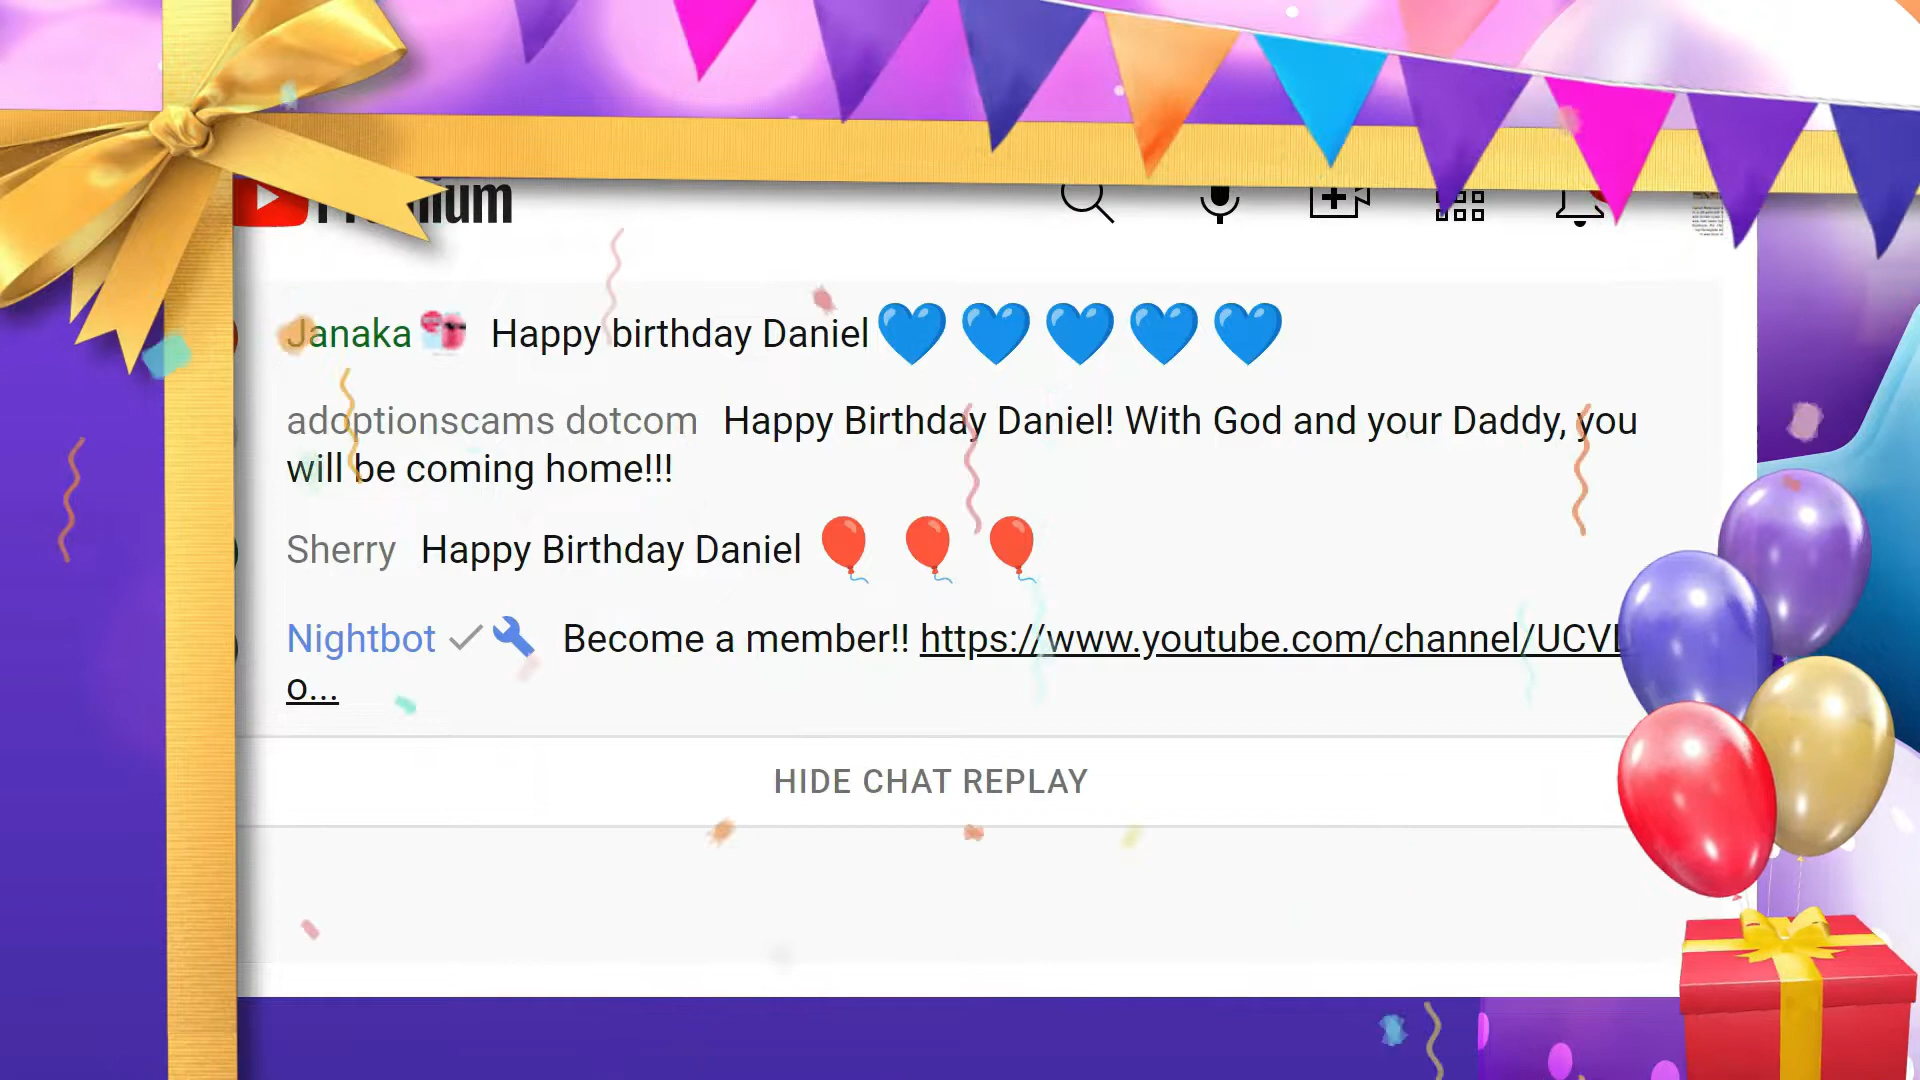 Janaka Happy birthday Daniel💙💙💙💙💙
adoptionscams dotcom Happy Birthday Daniel! With God and your Daddy, you
will be coming home!!!
Sherry Happy Birthday Daniel 🎈 🎈 🎈
Nightbot Become a member!! https://www.youtube.com/channel/UCV
o...
HIDE CHAT REPLAY